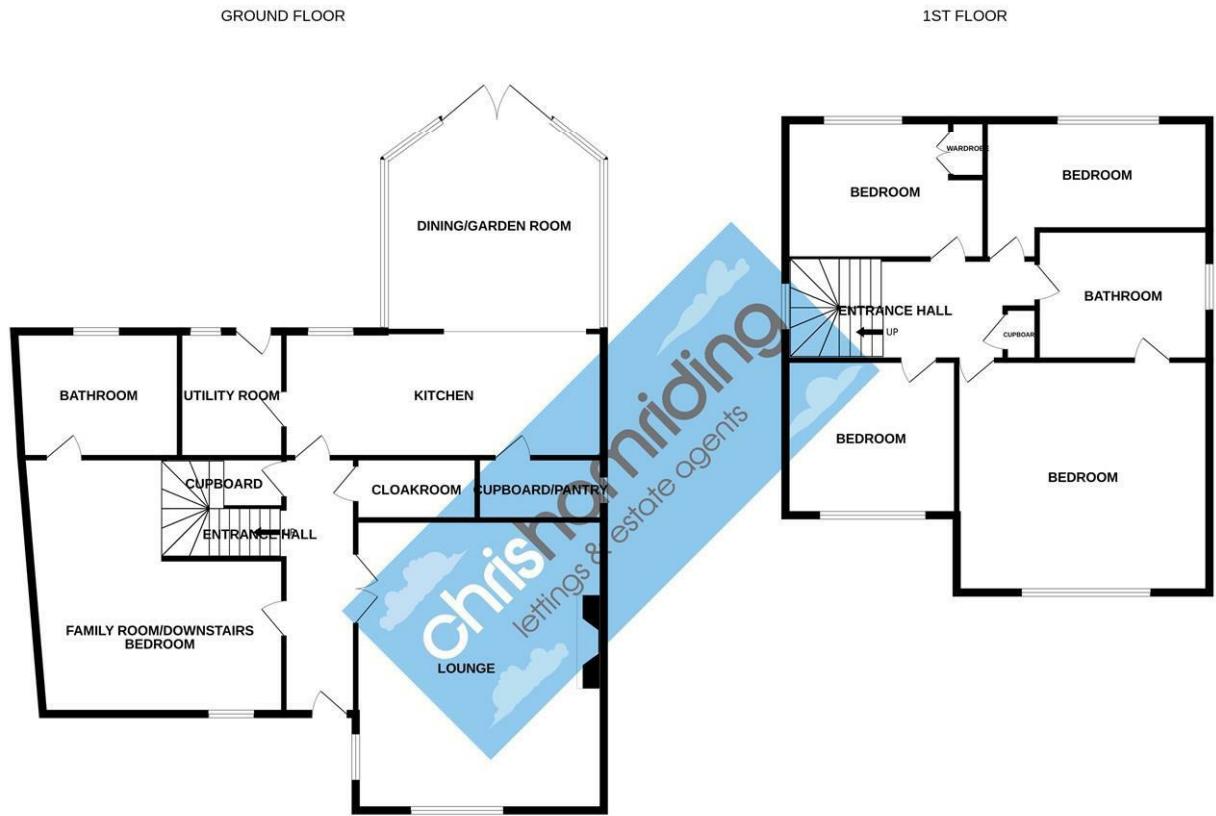 GROUND FLOOR
1ST FLOOR
DINING/GARDEN ROOM
BATHROOM
UTILITY ROOM
KITCHEN
CUPBOARD
CLOAKROOM
CUPBOARD/PANTRY
ENTRANCE HALL
UP
FAMILY ROOM/DOWNSTAIRS
BEDROOM
LOUNGE
BEDROOM
WARDROBE
BEDROOM
ENTRANCE HALL
UP
BATHROOM
CUPBOARD
BEDROOM
BEDROOM
chrishamriding
lettings & estate agents